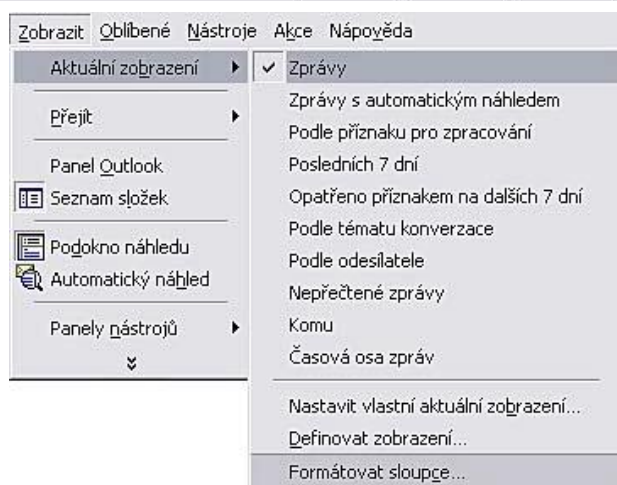 Zobrazit Oblíbené Nástroje Akce Nápověda
Aktuální zobrazení
Přejít
Panel Outlook
Seznam složek
Podokno náhledu
Automatický náhled
Panely nástrojů
Zprávy
Zprávy s automatickým náhledem
Podle příznaku pro zpracování
Posledních 7 dní
Opatřeno příznakem na dalších 7 dní
Podle tématu konverzace
Podle odesílatele
Nepřečtené zprávy
Komu
Časová osa zpráv
Nastavit vlastní aktuální zobrazení...
Definovat zobrazení...
Formátovat sloupce...